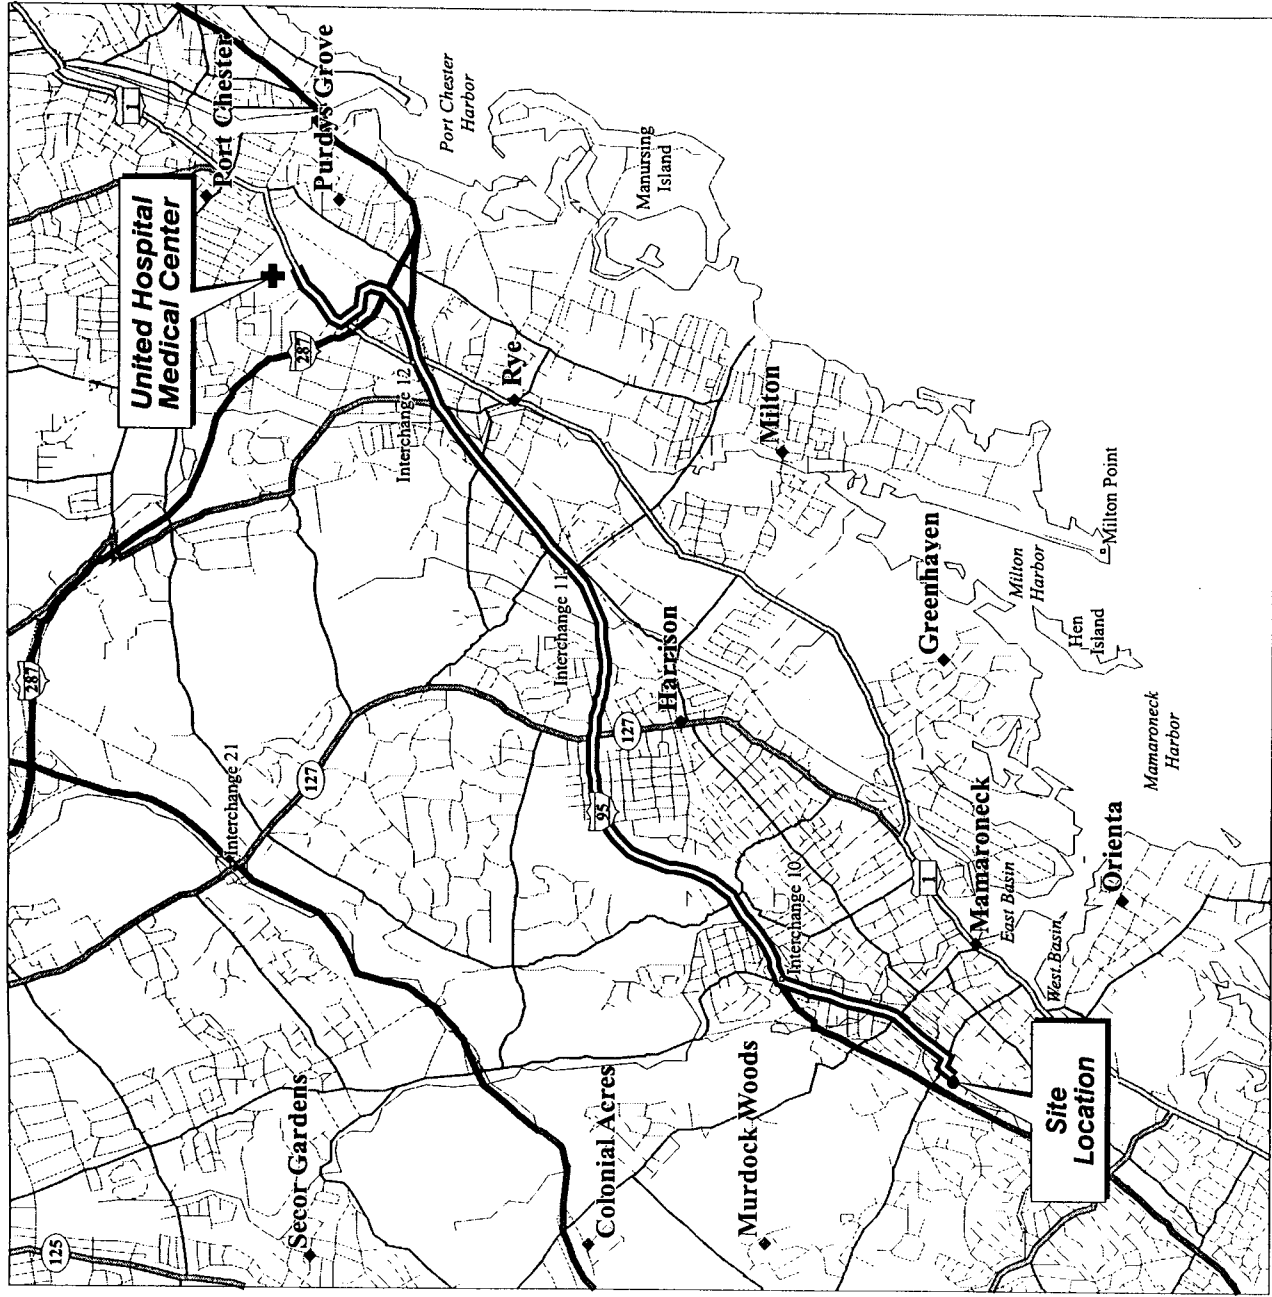 1
Port Chester
Purdys Grove
Port Chester
Harbor
Manursing
Island
United Hospital
Medical Center
287
Interchange 12
Rye
Milton
Milton Point
287
Interchange 11
Harrison
Greenhaven
Milton
Harbor
Hen
Island
127
127
Interchange 21
95
Interchange 10
1
Mamaroneck
East Basin
West Basin
Orienta
Mamaroneck
Harbor
Site
Location
125
Secor Gardens
Colonial Acres
Murdock Woods